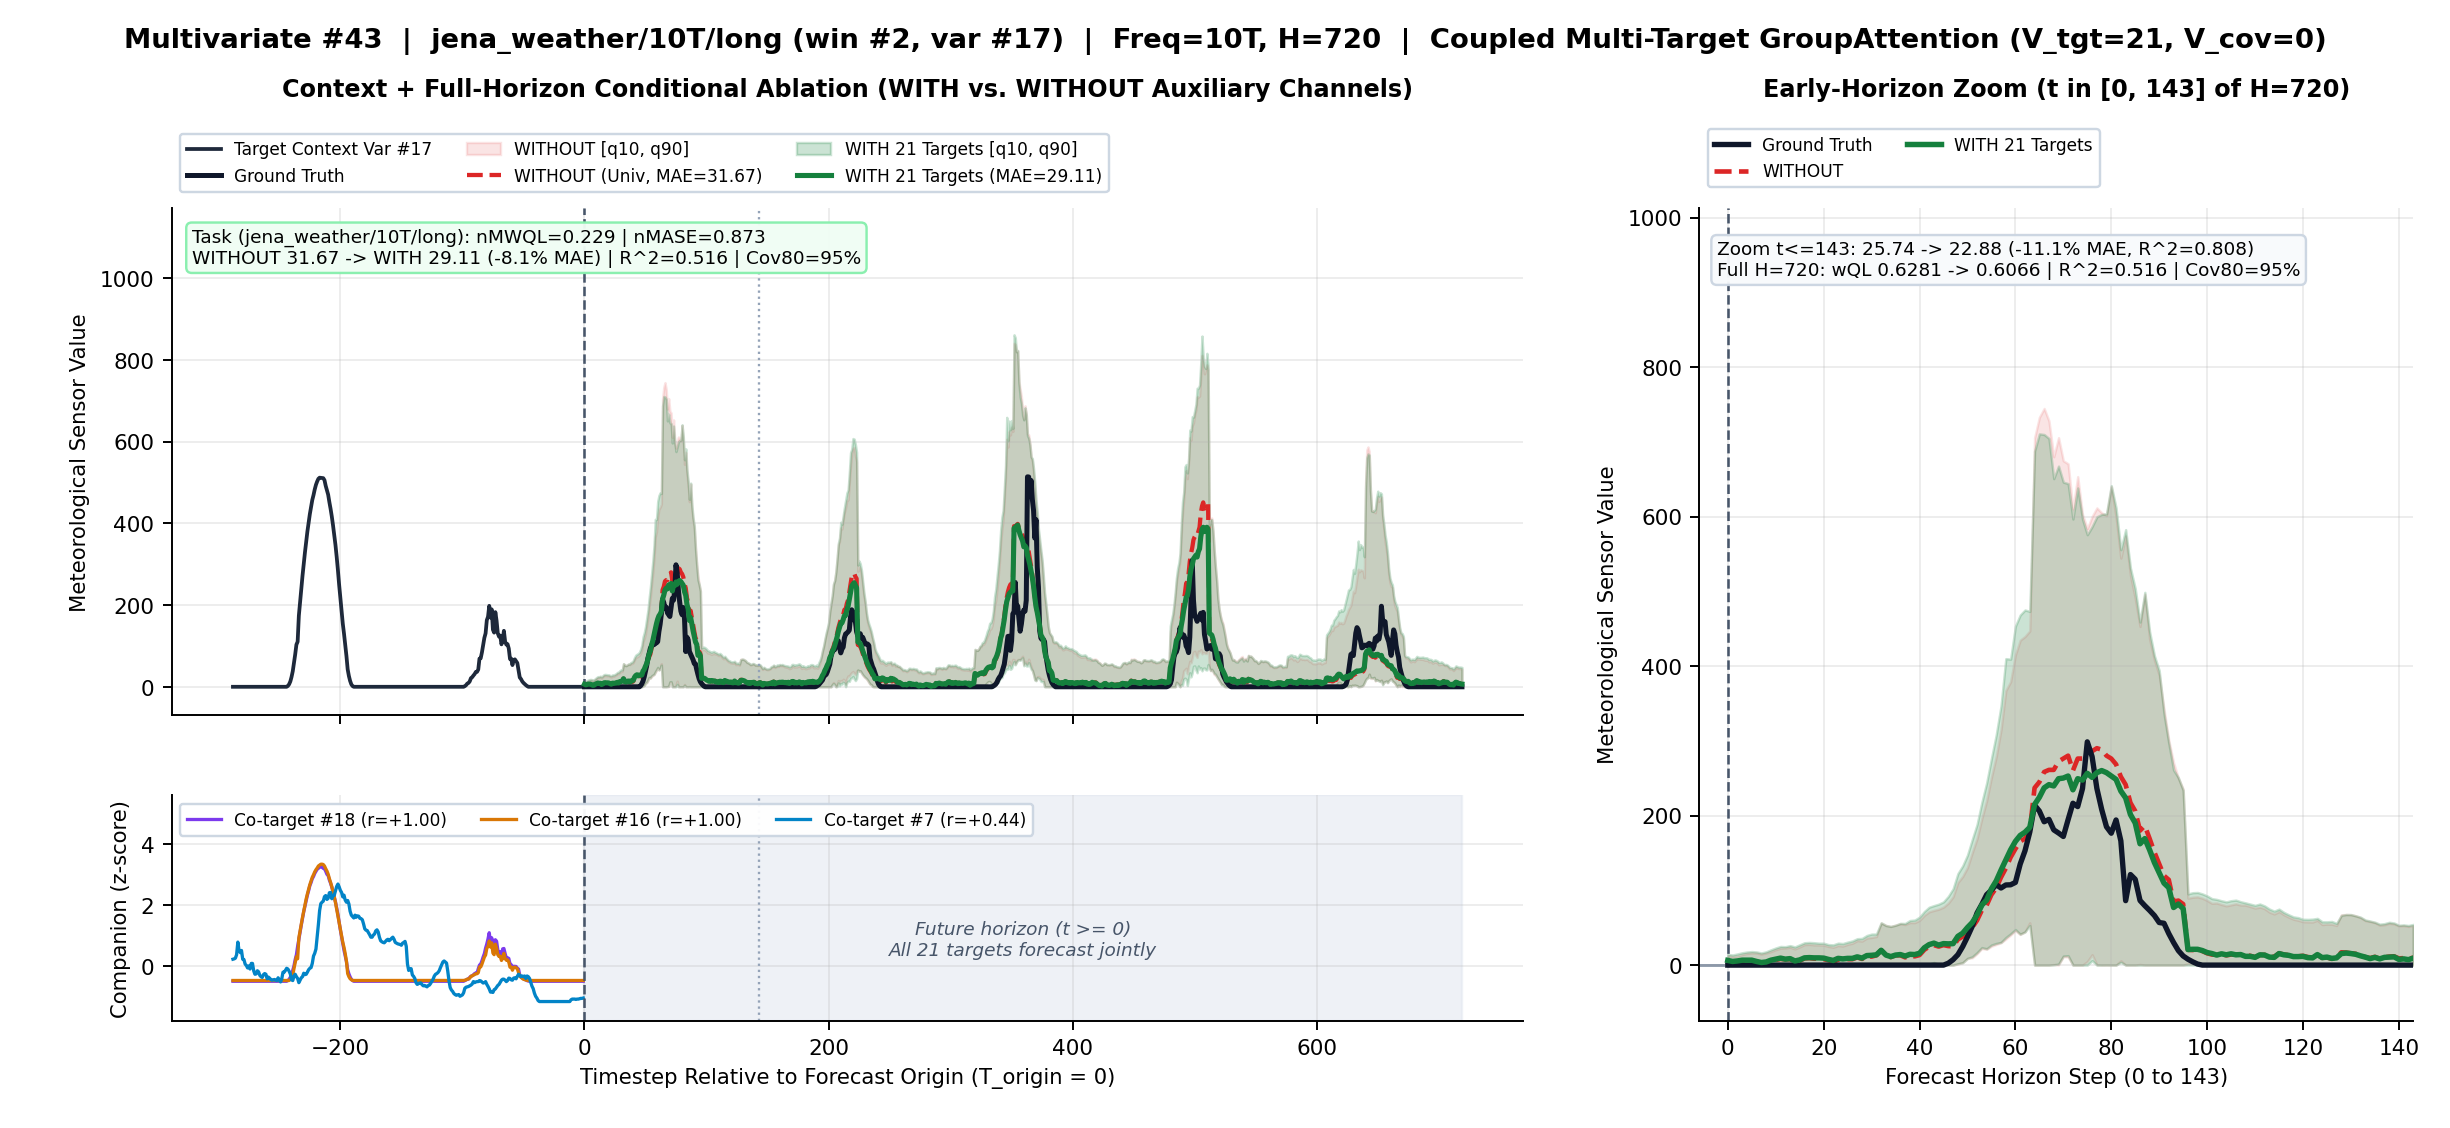 Multivariate #43 | jena_weather/10T/long (win #2, var #17) | Freq=10T, H=720 | Coupled Multi-Target GroupAttention (V_tgt=21, V_cov=0)
Context + Full-Horizon Conditional Ablation (WITH vs. WITHOUT Auxiliary Channels)
Target Context Var #17
Ground Truth
WITHOUT [q10, q90]
WITHOUT (Univ, MAE=31.67)
WITH 21 Targets [q10, q90]
WITH 21 Targets (MAE=29.11)
Task (jena_weather/10T/long): nMWQL=0.229 | nMASE=0.873
WITHOUT 31.67 -> WITH 29.11 (-8.1% MAE) | R^2=0.516 | Cov80=95%
Meteorological Sensor Value
1000
800
600
400
200
0
Co-target #18 (r=+1.00)
Co-target #16 (r=+1.00)
Co-target #7 (r=+0.44)
Future horizon (t >= 0)
All 21 targets forecast jointly
Companion (z-score)
4
2
0
−200
0
200
400
600
Timestep Relative to Forecast Origin (T_origin = 0)
Early-Horizon Zoom (t in [0, 143] of H=720)
Ground Truth
WITHOUT
WITH 21 Targets
Zoom t<=143: 25.74 -> 22.88 (-11.1% MAE, R^2=0.808)
Full H=720: wQL 0.6281 -> 0.6066 | R^2=0.516 | Cov80=95%
Meteorological Sensor Value
1000
800
600
400
200
0
0
20
40
60
80
100
120
140
Forecast Horizon Step (0 to 143)